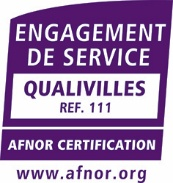 ENGAGEMENT
DE SERVICE
QUALIVILLES
REF. 111
AFNOR CERTIFICATION
www.afnor.org